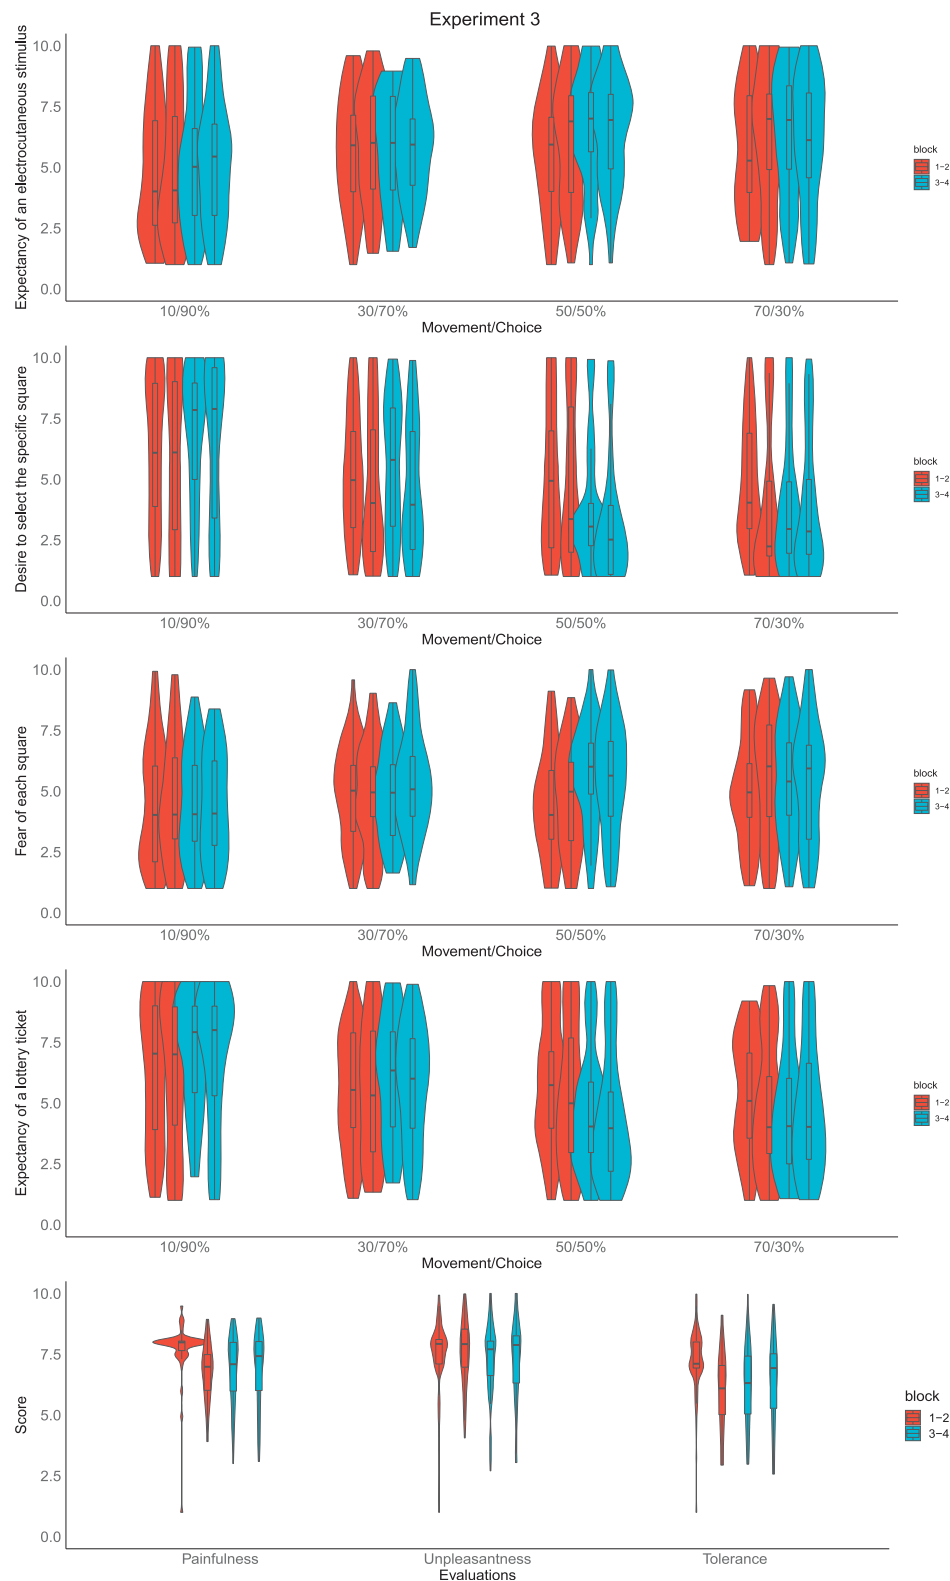 Experiment 3
Expectancy of an electrocutaneous stimulus
10.0
7.5
5.0
2.5
0.0
10/90%
30/70%
50/50%
70/30%
Movement/Choice
block
1−2
3−4
Desire to select the specific square
10.0
7.5
5.0
2.5
0.0
10/90%
30/70%
50/50%
70/30%
Movement/Choice
block
1−2
3−4
Fear of each square
10.0
7.5
5.0
2.5
0.0
10/90%
30/70%
50/50%
70/30%
Movement/Choice
block
1−2
3−4
Expectancy of a lottery ticket
10.0
7.5
5.0
2.5
0.0
10/90%
30/70%
50/50%
70/30%
Movement/Choice
block
1−2
3−4
Score
10.0
7.5
5.0
2.5
0.0
Painfulness
Unpleasantness
Tolerance
Evaluations
block
1−2
3−4